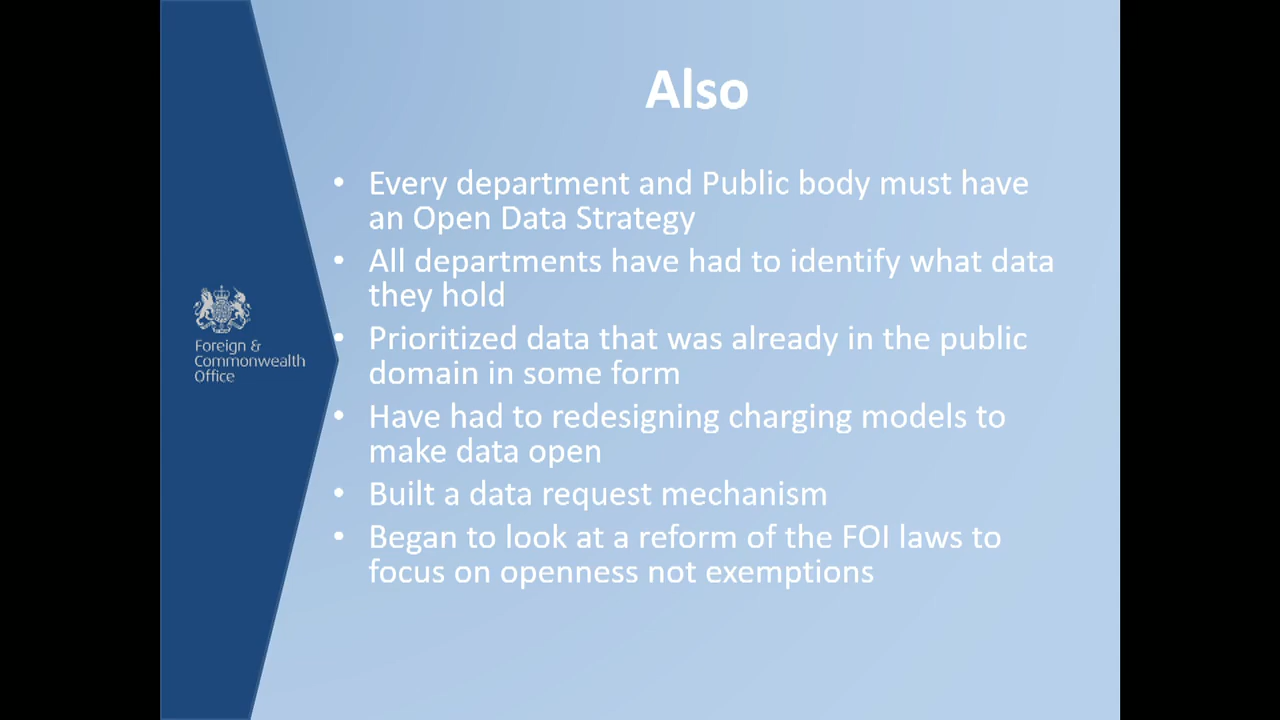 Also
• Every department and Public body must have
an Open Data Strategy
• All departments have had to identify what data
they hold
• Prioritized data that was already in the public
domain in some form
• Have had to redesigning charging models to
make data open
• Built a data request mechanism
• Began to look at a reform of the FOI laws to
focus on openness not exemptions
Foreign &
Commonwealth
Office